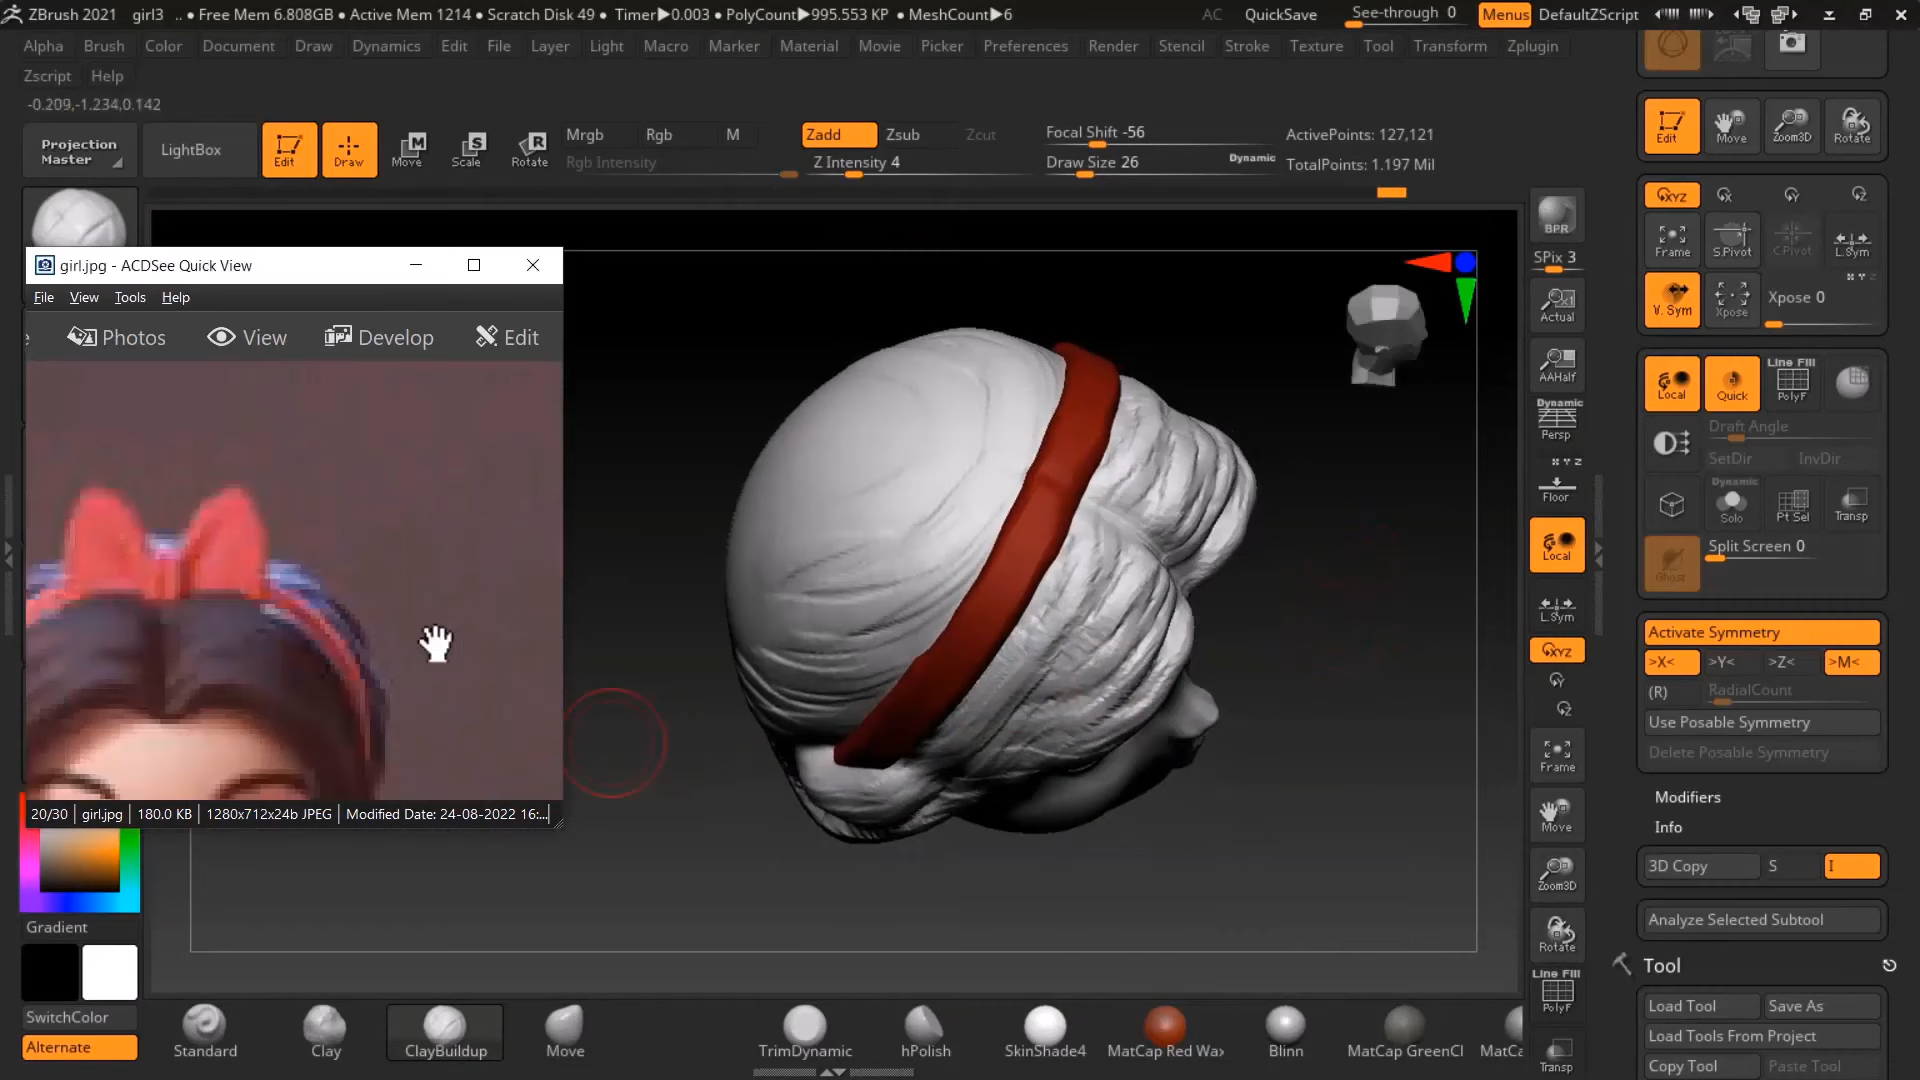 ZBrush 2021 girl3 .. • Free Mem 6.808GB • Active Mem 1214 • Scratch Disk 49 • Timer▶0.003 • PolyCount▶995.553 KP • MeshCount▶6 AC QuickSave See-through 0 Menus DefaultZScript
Alpha Brush Color Document Draw Dynamics Edit File Layer Light Macro Marker Material Movie Picker Preferences Render Stencil Stroke Texture Tool Transform Zplugin
Zscript Help
-0.209,-1.234,0.142
Projection Master
LightBox
Edit
Draw
Move
Scale
Rotate
Mrgb Rgb M
Rgb Intensity
Zadd Zsub Zcut
Z Intensity 4
Focal Shift -56
Draw Size 26 Dynamic
ActivePoints: 127,121
TotalPoints: 1.197 Mil
girl.jpg - ACDSee Quick View
File View Tools Help
Photos View Develop Edit
20/30 girl.jpg 180.0 KB 1280x712x24b JPEG Modified Date: 24-08-2022 16:...
Gradient
SwitchColor
Alternate
Standard Clay ClayBuildup Move TrimDynamic hPolish SkinShade4 MatCap Red Wax Blinn MatCap GreenCl MatCa
BPR
SPix 3
Actual
AAHalf
Dynamic
Persp
X Y Z
Floor
Local
L.Sym
XYZ
Y
Z
Frame
Move
Zoom3D
Rotate
Line Fill
PolyF
Transp
Edit Move Zoom3D Rotate
XYZ X Y Z
Frame S.Pivot C.Pivot L.Sym
V. Sym Xpose Xpose 0
Line Fill
Local Quick PolyF
Draft Angle
SetDir InvDir
Dynamic
Solo Pt Sel Transp
Ghost Split Screen 0
Activate Symmetry
>X< >Y< >Z< >M<
(R) RadialCount
Use Posable Symmetry
Delete Posable Symmetry
Modifiers
Info
3D Copy S I
Analyze Selected Subtool
Tool
Load Tool Save As
Load Tools From Project
Copy Tool Paste Tool